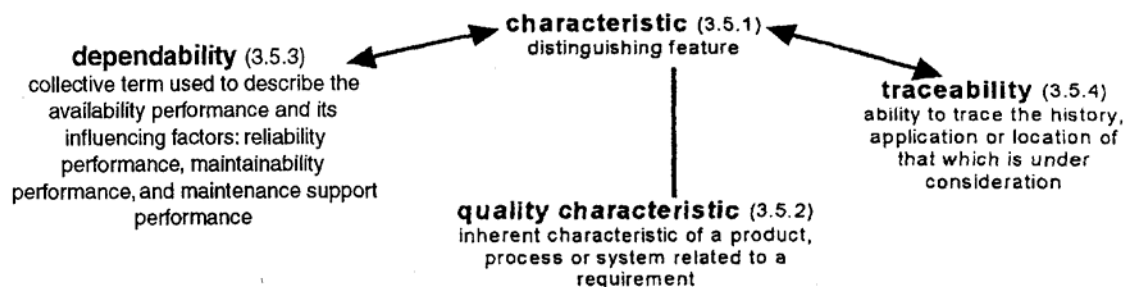 characteristic (3.5.1)
distinguishing feature
dependability (3.5.3)
collective term used to describe the
availability performance and its
influencing factors: reliability
performance, maintainability
performance, and maintenance support
performance
traceability (3.5.4)
ability to trace the history,
application or location of
that which is under
consideration
quality characteristic (3.5.2)
inherent characteristic of a product,
process or system related to a
requirement